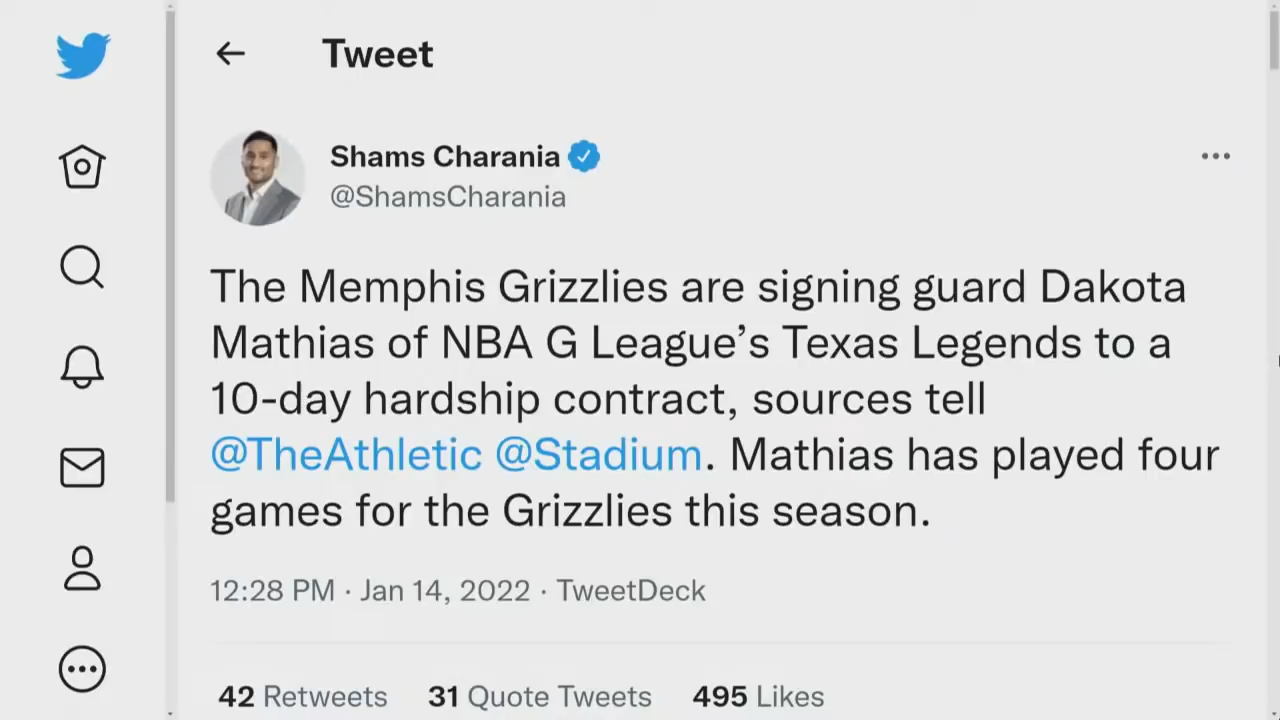 Tweet
Shams Charania
@ShamsCharania
The Memphis Grizzlies are signing guard Dakota
Mathias of NBA G League’s Texas Legends to a
10-day hardship contract, sources tell
@TheAthletic @Stadium. Mathias has played four
games for the Grizzlies this season.
12:28 PM · Jan 14, 2022 · TweetDeck
42 Retweets 31 Quote Tweets 495 Likes